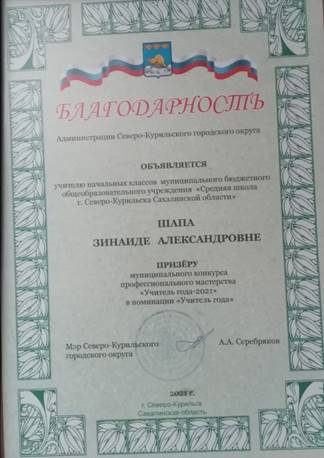 БЛАГОДАРНОСТЬ
Администрации Северо-Курильского городского округа
ОБЪЯВЛЯЕТСЯ
учителю начальных классов муниципального бюджетного
общеобразовательного учреждения «Средняя школа
г. Северо-Курильска Сахалинской области»
ШАПА
ЗИНАИДЕ АЛЕКСАНДРОВНЕ
ПРИЗЁРУ
муниципального конкурса
профессионального мастерства
«Учитель года-2021»
в номинации «Учитель года»
Мэр Северо-Курильского
городского округа
А.А. Серебряков
2021 г.
г. Северо-Курильск
Сахалинская область